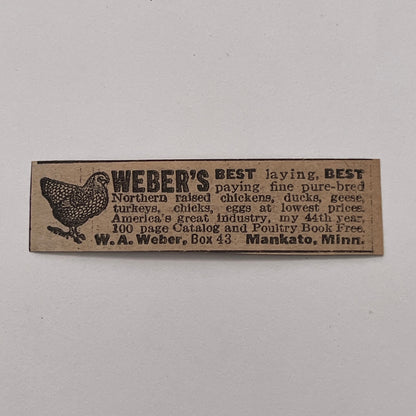 WEBER'S BEST laying, BEST
paying fine pure-bred
Northern raised chickens, ducks, geese,
turkeys, chicks, eggs at lowest prices.
America's great industry, my 44th year,
100 page Catalog and Poultry Book Free.
W. A. Weber, Box 43 Mankato, Minn.